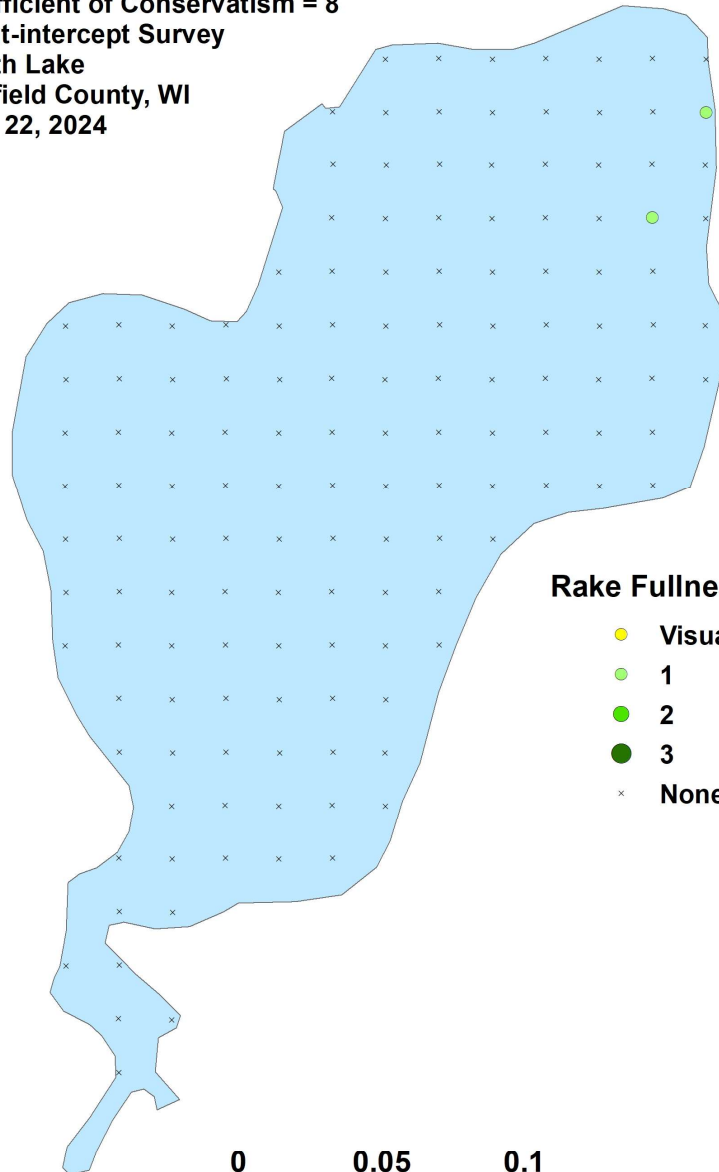 fficient of Conservatism = 8
t-intercept Survey
th Lake
field County, WI
22, 2024
Rake Fullne
Visua
1
2
3
None
0 0.05 0.1